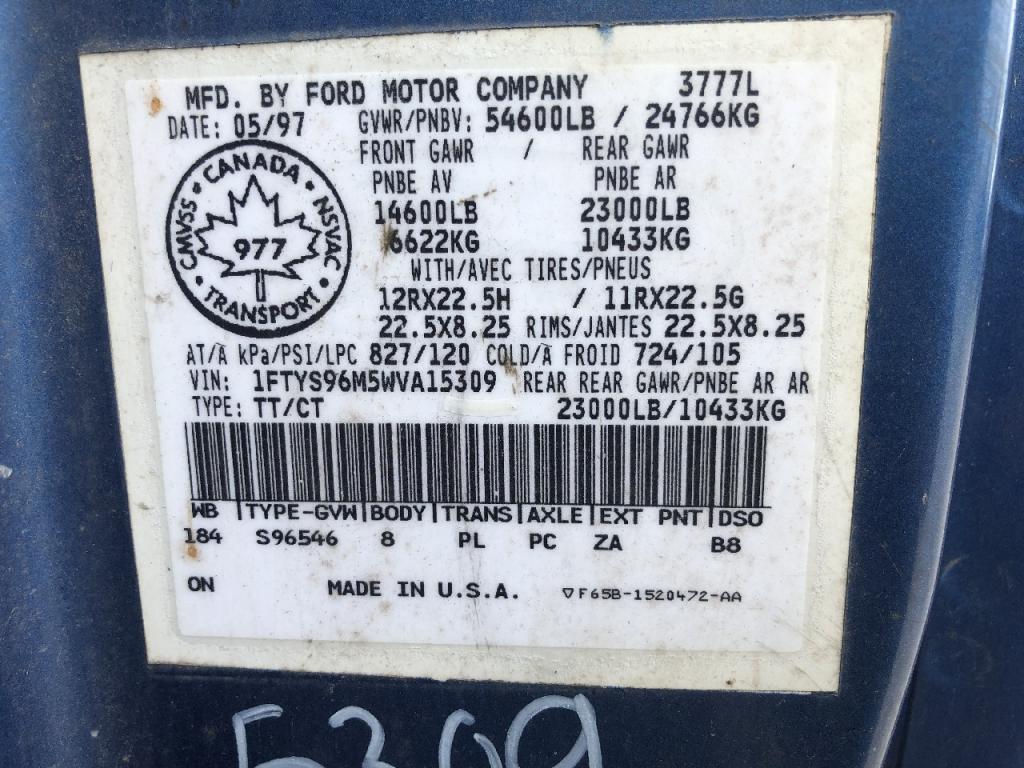 MFD. BY FORD MOTOR COMPANY 3777L
DATE: 05/97 GVWR/PNBV: 54600LB / 24766KG
FRONT GAWR / REAR GAWR
PNBE AV PNBE AR
14600LB 23000LB
6622KG 10433KG
CANADA
CMVSS • NSVAC
977
TRANSPORT
WITH/AVEC TIRES/PNEUS
12RX22.5H / 11RX22.5G
22.5X8.25 RIMS/JANTES 22.5X8.25
AT/À kPa/PSI/LPC 827/120 COLD/À FROID 724/105
VIN: 1FTYS96M5WVA15309 REAR REAR GAWR/PNBE AR AR
TYPE: TT/CT 23000LB/10433KG
WB |TYPE-GVW|BODY|TRANS|AXLE|EXT PNT|DSO
184 S96546 8 PL PC ZA B8
ON MADE IN U.S.A. ▽F65B-1520472-AA
5309